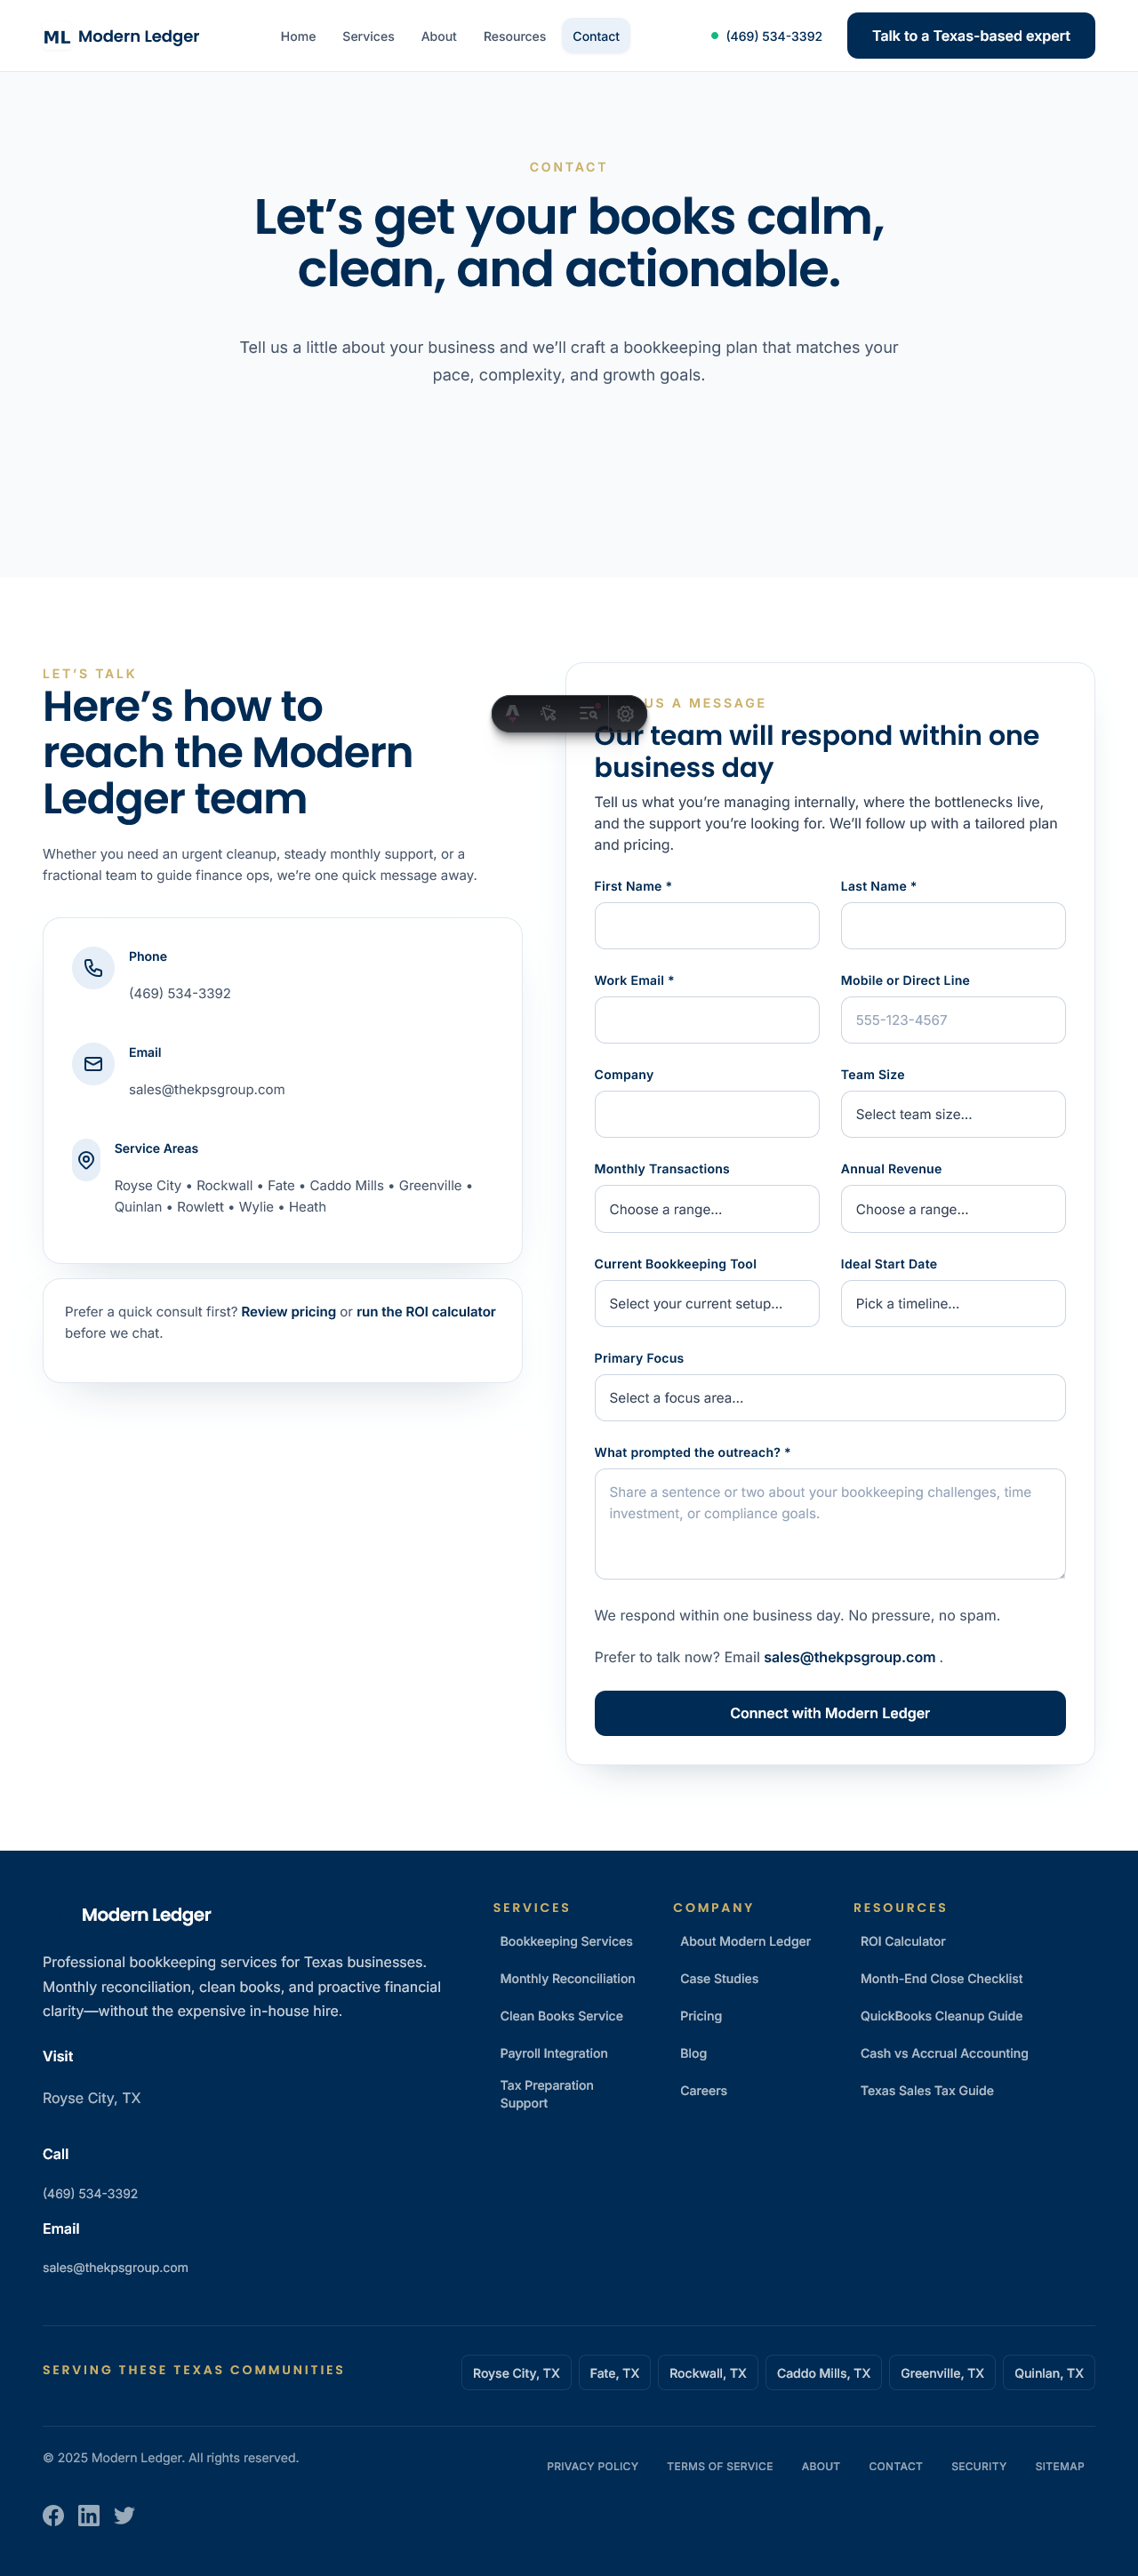 ML Modern Ledger
Home
Services
About
Resources
Contact
(469) 534-3392
Talk to a Texas-based expert
CONTACT
Let’s get your books calm,
clean, and actionable.
Tell us a little about your business and we’ll craft a bookkeeping plan that matches your
pace, complexity, and growth goals.
LET’S TALK
Here’s how to
reach the Modern
Ledger team
Whether you need an urgent cleanup, steady monthly support, or a
fractional team to guide finance ops, we’re one quick message away.
Phone
(469) 534-3392
Email
sales@thekpsgroup.com
Service Areas
Royse City • Rockwall • Fate • Caddo Mills • Greenville •
Quinlan • Rowlett • Wylie • Heath
Prefer a quick consult first? Review pricing or run the ROI calculator
before we chat.
US A MESSAGE
Our team will respond within one
business day
Tell us what you’re managing internally, where the bottlenecks live,
and the support you’re looking for. We’ll follow up with a tailored plan
and pricing.
First Name *
Last Name *
Work Email *
Mobile or Direct Line
555-123-4567
Company
Team Size
Select team size...
Monthly Transactions
Annual Revenue
Choose a range...
Choose a range...
Current Bookkeeping Tool
Ideal Start Date
Select your current setup...
Pick a timeline...
Primary Focus
Select a focus area...
What prompted the outreach? *
Share a sentence or two about your bookkeeping challenges, time
investment, or compliance goals.
We respond within one business day. No pressure, no spam.
Prefer to talk now? Email sales@thekpsgroup.com .
Connect with Modern Ledger
Modern Ledger
Professional bookkeeping services for Texas businesses.
Monthly reconciliation, clean books, and proactive financial
clarity—without the expensive in-house hire.
Visit
Royse City, TX
Call
(469) 534-3392
Email
sales@thekpsgroup.com
SERVICES
Bookkeeping Services
Monthly Reconciliation
Clean Books Service
Payroll Integration
Tax Preparation
Support
COMPANY
About Modern Ledger
Case Studies
Pricing
Blog
Careers
RESOURCES
ROI Calculator
Month-End Close Checklist
QuickBooks Cleanup Guide
Cash vs Accrual Accounting
Texas Sales Tax Guide
SERVING THESE TEXAS COMMUNITIES
Royse City, TX
Fate, TX
Rockwall, TX
Caddo Mills, TX
Greenville, TX
Quinlan, TX
© 2025 Modern Ledger. All rights reserved.
PRIVACY POLICY
TERMS OF SERVICE
ABOUT
CONTACT
SECURITY
SITEMAP